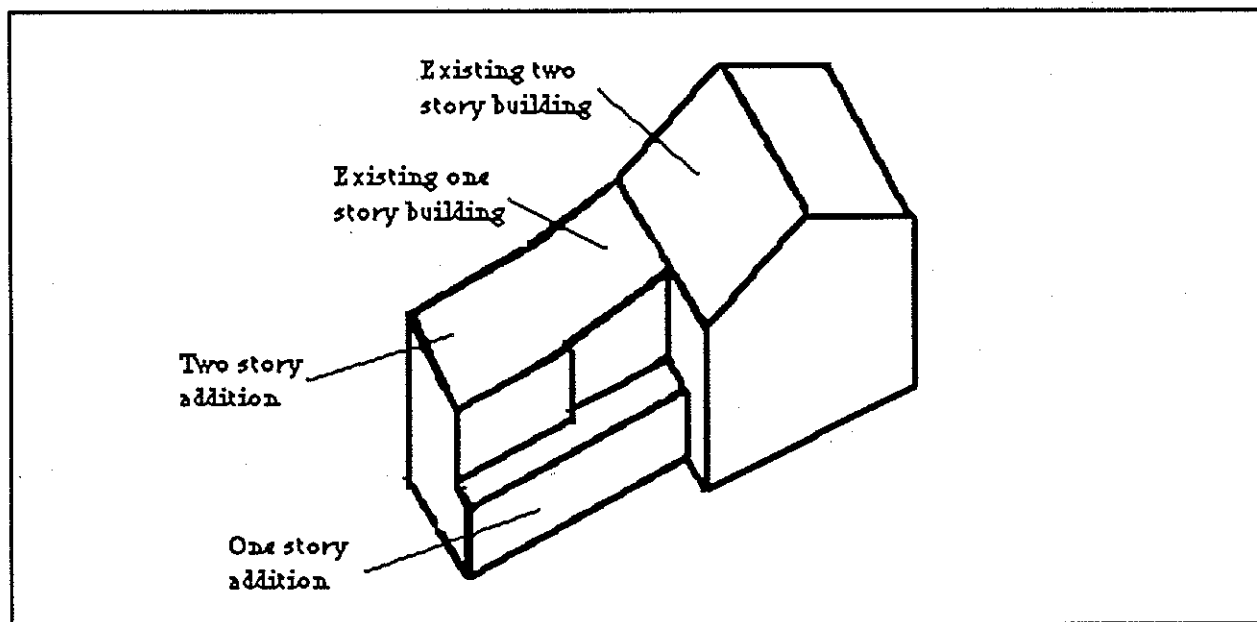 Existing two
story building
Existing one
story building
Two story
addition
One story
addition